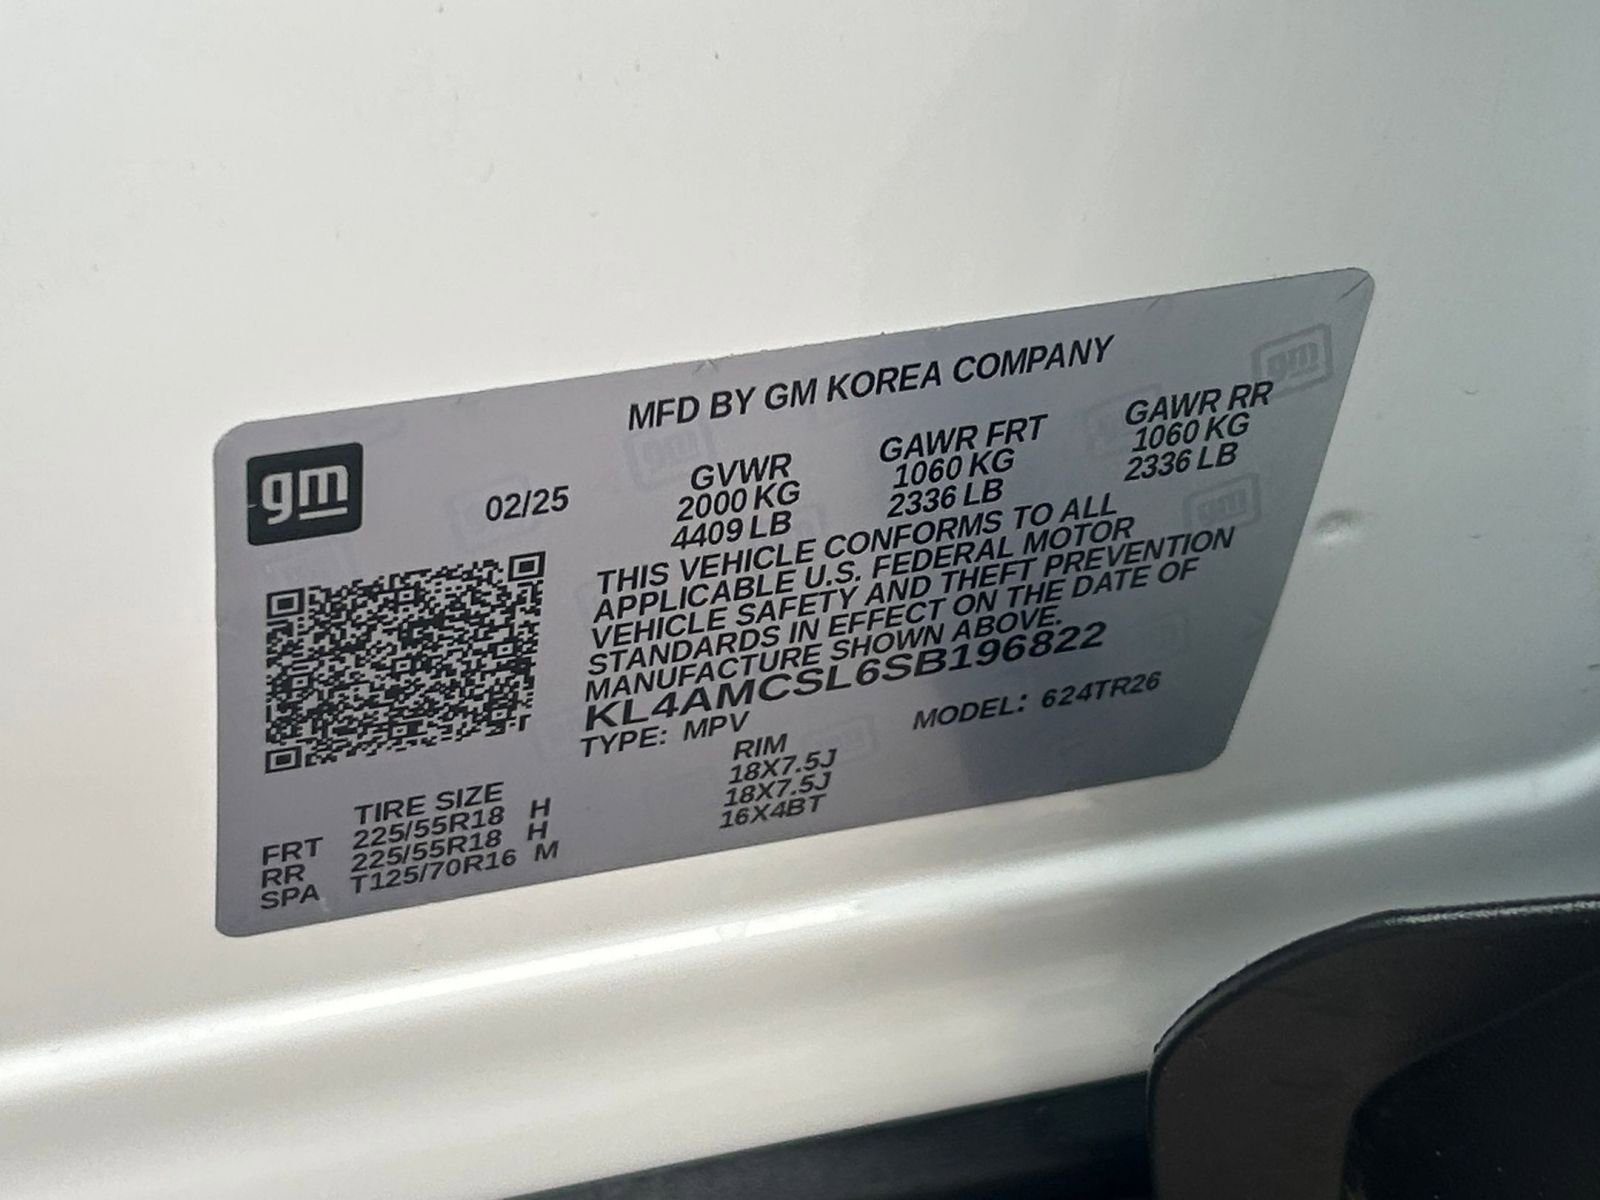 MFD BY GM KOREA COMPANY
gm
02/25
GVWR GAWR FRT GAWR RR
2000 KG 1060 KG 1060 KG
4409 LB 2336 LB 2336 LB
THIS VEHICLE CONFORMS TO ALL
APPLICABLE U.S. FEDERAL MOTOR
VEHICLE SAFETY AND THEFT PREVENTION
STANDARDS IN EFFECT ON THE DATE OF
MANUFACTURE SHOWN ABOVE.
KL4AMCSL6SB196822
TYPE: MPV MODEL: 624TR26
TIRE SIZE RIM
FRT 225/55R18 H 18X7.5J
RR 225/55R18 H 18X7.5J
SPA T125/70R16 M 16X4BT